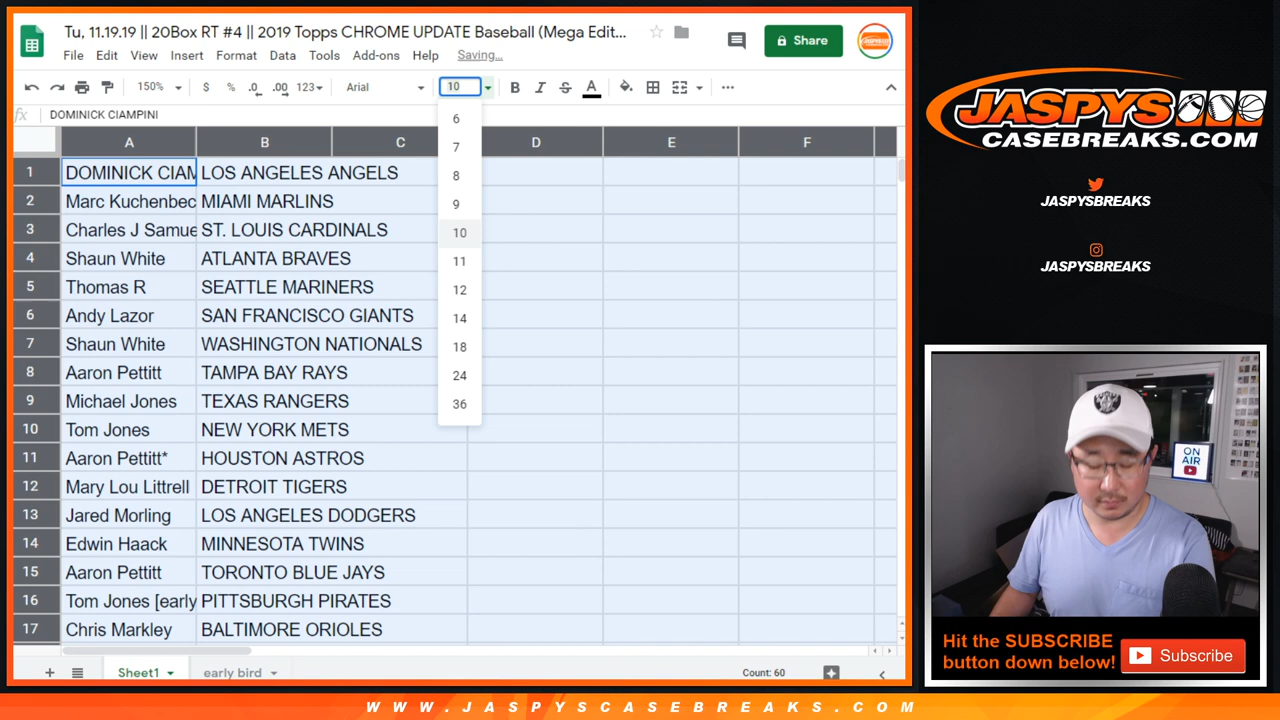 Tu, 11.19.19 || 20Box RT #4 || 2019 Topps CHROME UPDATE Baseball (Mega Edit...
File Edit View Insert Format Data Tools Add-ons Help Saving...
Share
150% $ % .0 .00 123 Arial 10 B I S A
fx DOMINICK CIAMPINI
A B C D E F
1 DOMINICK CIAM LOS ANGELES ANGELS
2 Marc Kuchenbec MIAMI MARLINS
3 Charles J Samue ST. LOUIS CARDINALS
4 Shaun White ATLANTA BRAVES
5 Thomas R SEATTLE MARINERS
6 Andy Lazor SAN FRANCISCO GIANTS
7 Shaun White WASHINGTON NATIONALS
8 Aaron Pettitt TAMPA BAY RAYS
9 Michael Jones TEXAS RANGERS
10 Tom Jones NEW YORK METS
11 Aaron Pettitt* HOUSTON ASTROS
12 Mary Lou Littrell DETROIT TIGERS
13 Jared Morling LOS ANGELES DODGERS
14 Edwin Haack MINNESOTA TWINS
15 Aaron Pettitt TORONTO BLUE JAYS
16 Tom Jones [early PITTSBURGH PIRATES
17 Chris Markley BALTIMORE ORIOLES
6
7
8
9
10
11
12
14
18
24
36
Sheet1 early bird Count: 60
JASPYS
CASEBREAKS.COM
JASPYSBREAKS
JASPYSBREAKS
ON
AIR
Hit the SUBSCRIBE
button down below!
Subscribe
WWW.JASPYSCASEBREAKS.COM